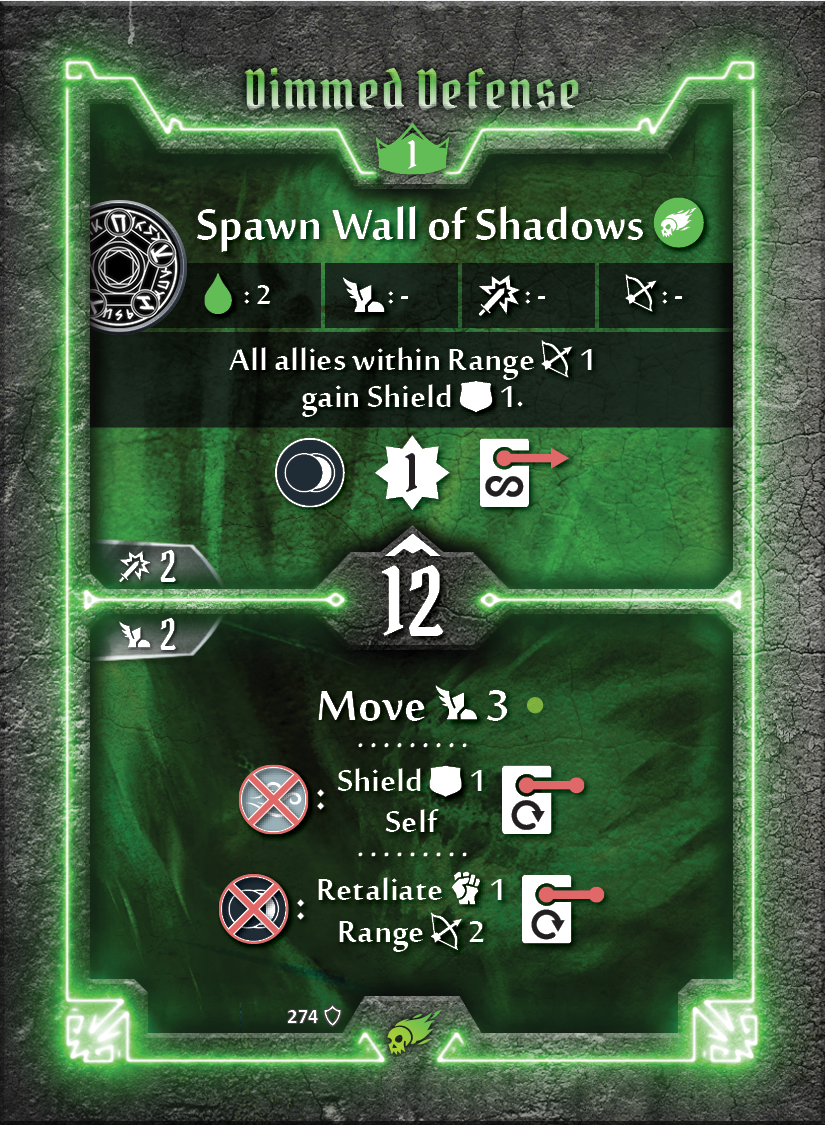 Dimmed Defense
1
Spawn Wall of Shadows
: 2 : - : - : -
All allies within Range 1
gain Shield 1.
1
2
12
2
Move 3
: Shield 1
Self
: Retaliate 1
Range 2
274